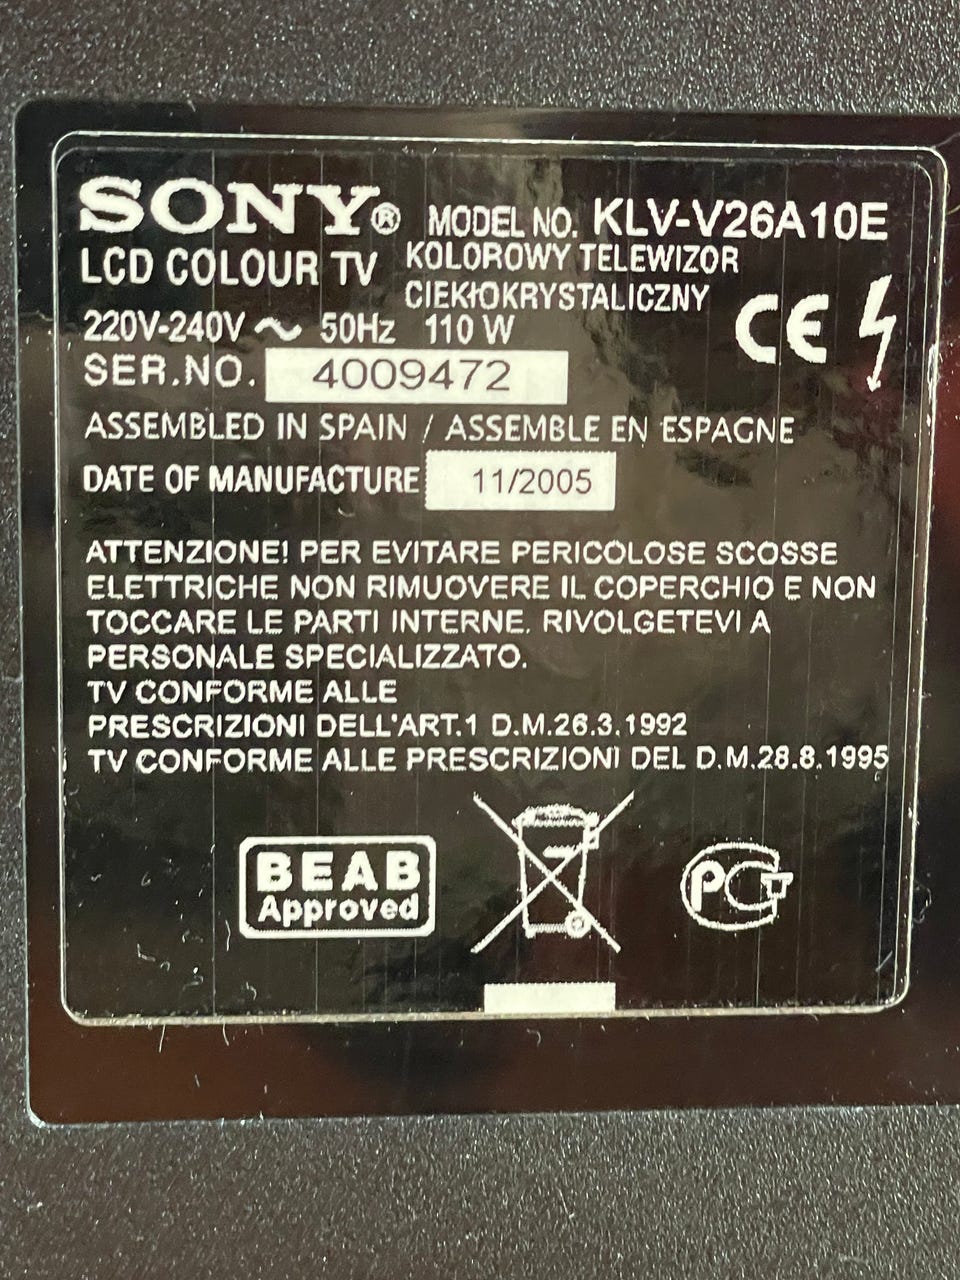 SONY® MODEL NO. KLV-V26A10E
LCD COLOUR TV KOLOROWY TELEWIZOR
CIEKŁOKRYSTALICZNY
220V-240V ~ 50Hz 110 W
CE
SER.NO. 4009472
ASSEMBLED IN SPAIN / ASSEMBLE EN ESPAGNE
DATE OF MANUFACTURE 11/2005
ATTENZIONE! PER EVITARE PERICOLOSE SCOSSE
ELETTRICHE NON RIMUOVERE IL COPERCHIO E NON
TOCCARE LE PARTI INTERNE. RIVOLGETEVI A
PERSONALE SPECIALIZZATO.
TV CONFORME ALLE
PRESCRIZIONI DELL'ART.1 D.M.26.3.1992
TV CONFORME ALLE PRESCRIZIONI DEL D.M.28.8.1995
BEAB
Approved
РСТ